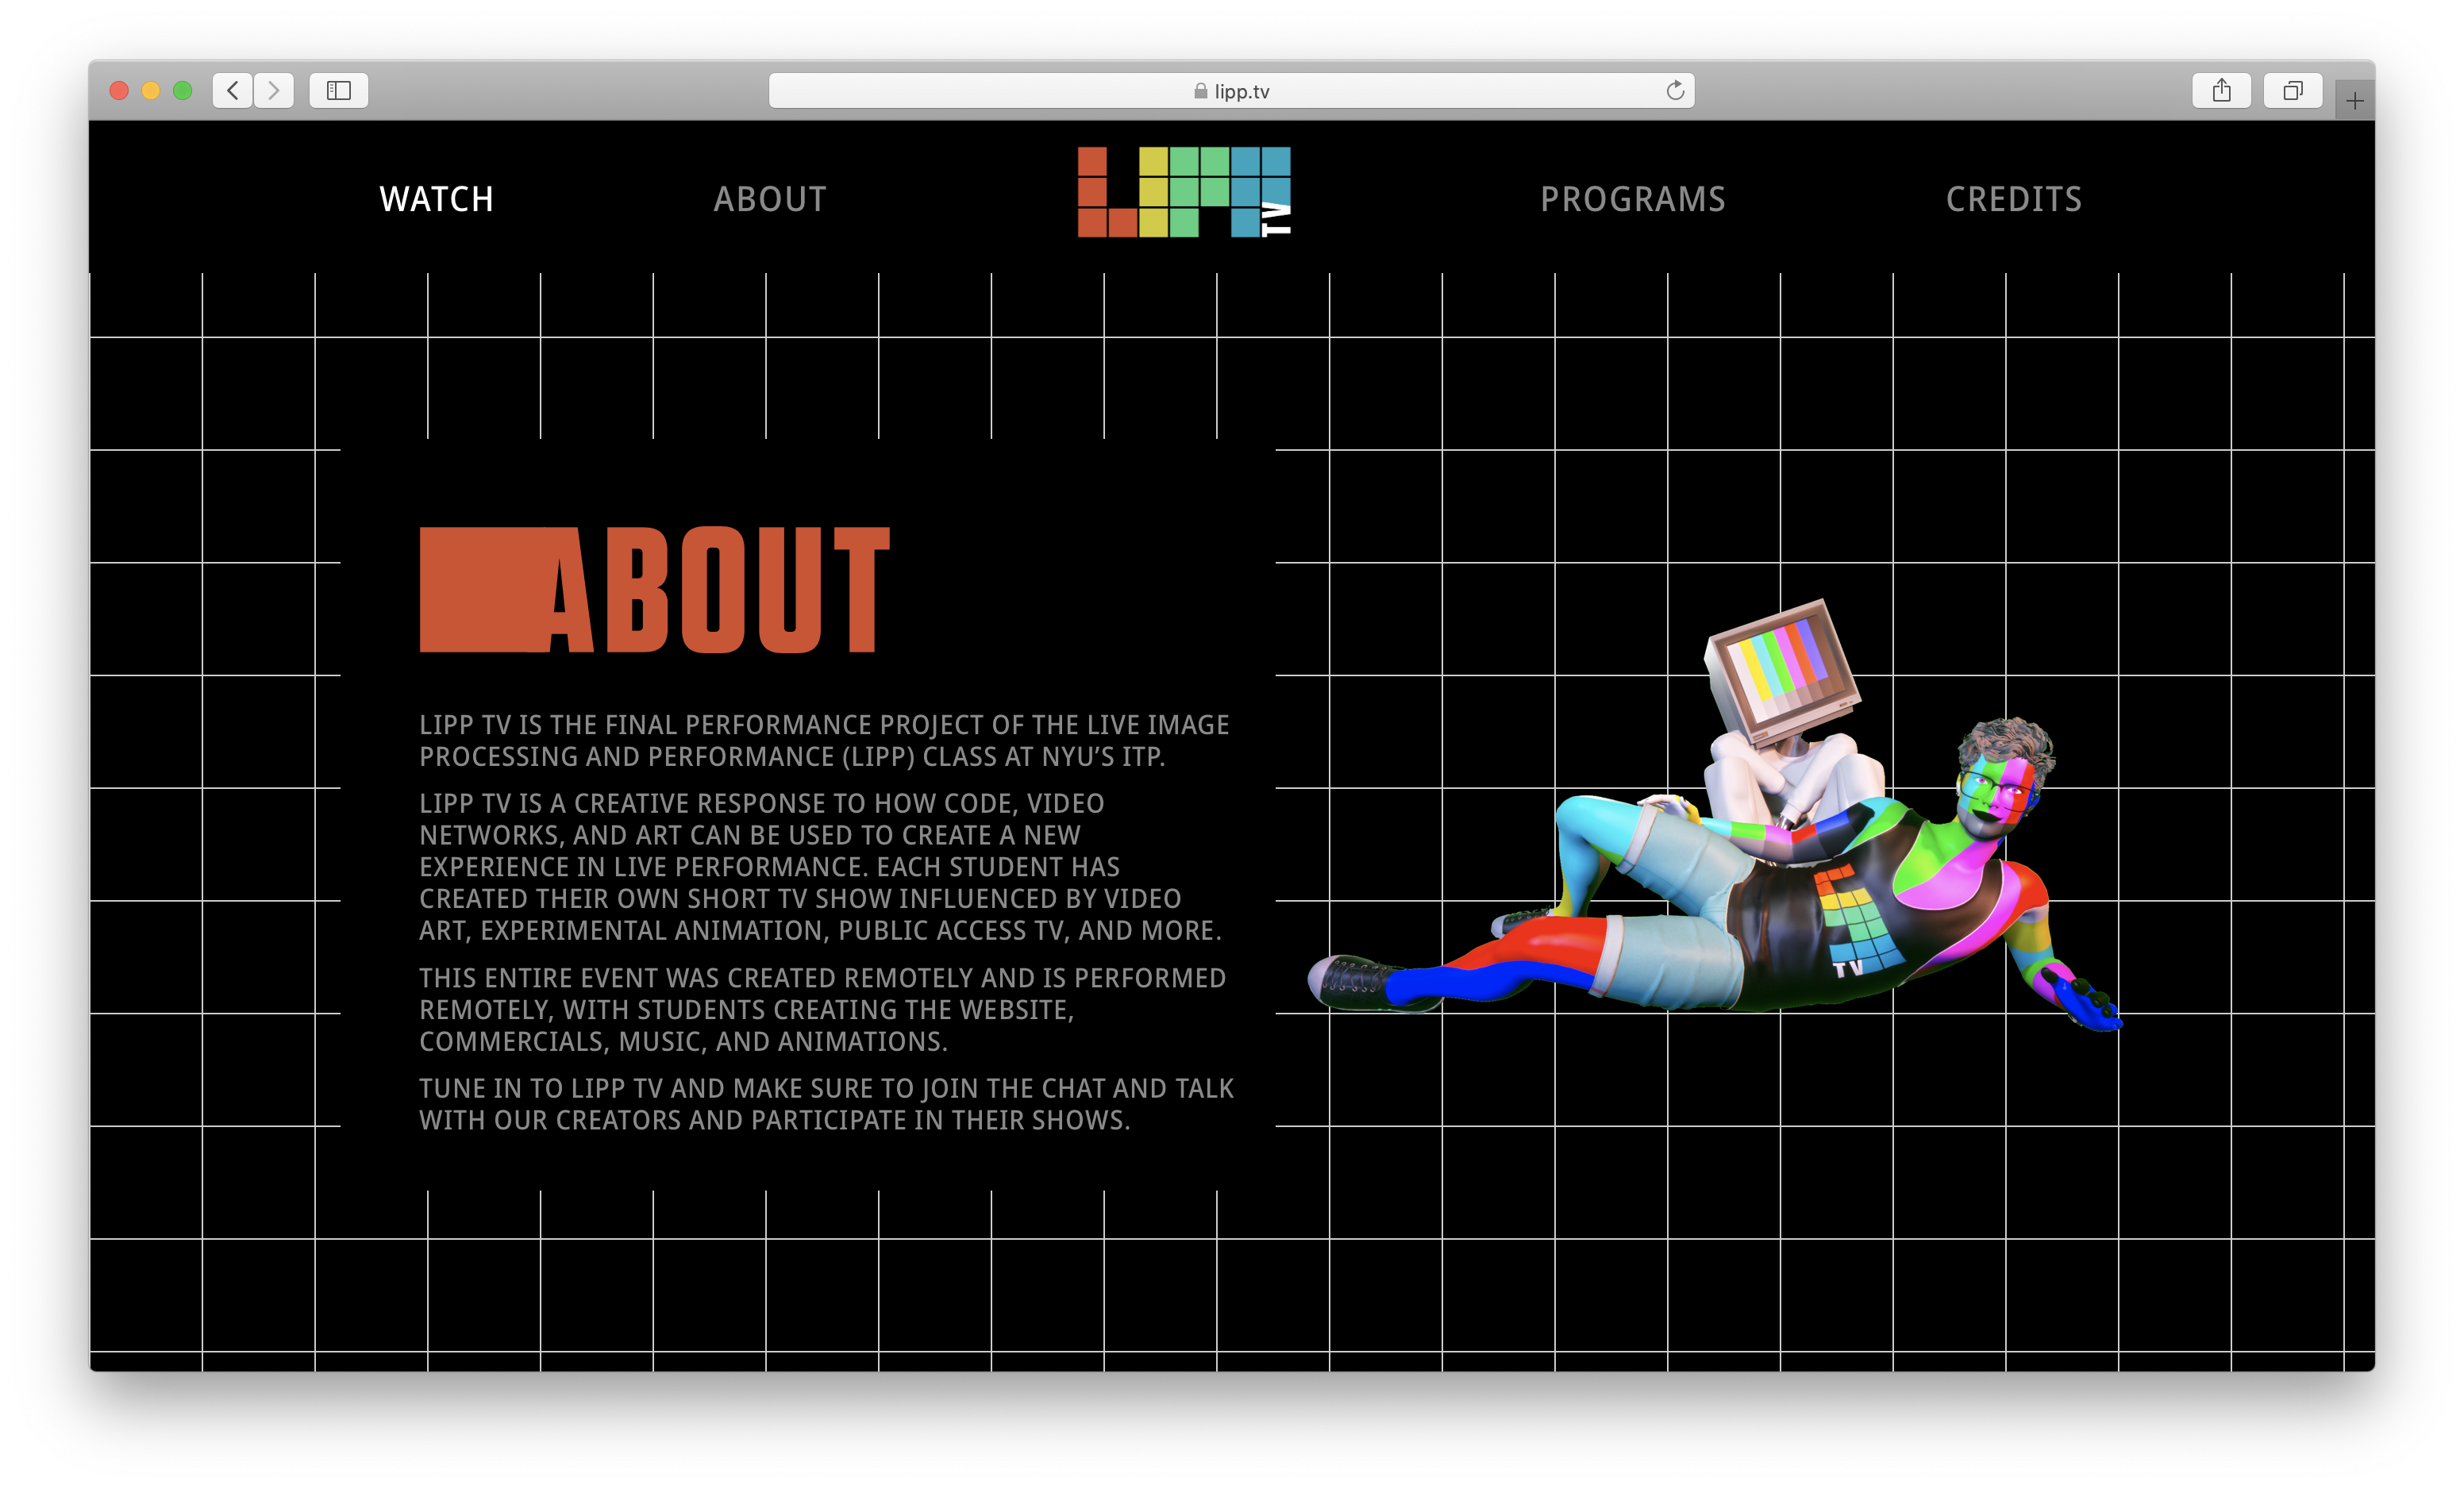 lipp.tv
WATCH
ABOUT
LIPP TV
PROGRAMS
CREDITS
ABOUT
LIPP TV IS THE FINAL PERFORMANCE PROJECT OF THE LIVE IMAGE
PROCESSING AND PERFORMANCE (LIPP) CLASS AT NYU’S ITP.
LIPP TV IS A CREATIVE RESPONSE TO HOW CODE, VIDEO
NETWORKS, AND ART CAN BE USED TO CREATE A NEW
EXPERIENCE IN LIVE PERFORMANCE. EACH STUDENT HAS
CREATED THEIR OWN SHORT TV SHOW INFLUENCED BY VIDEO
ART, EXPERIMENTAL ANIMATION, PUBLIC ACCESS TV, AND MORE.
THIS ENTIRE EVENT WAS CREATED REMOTELY AND IS PERFORMED
REMOTELY, WITH STUDENTS CREATING THE WEBSITE,
COMMERCIALS, MUSIC, AND ANIMATIONS.
TUNE IN TO LIPP TV AND MAKE SURE TO JOIN THE CHAT AND TALK
WITH OUR CREATORS AND PARTICIPATE IN THEIR SHOWS.
TV